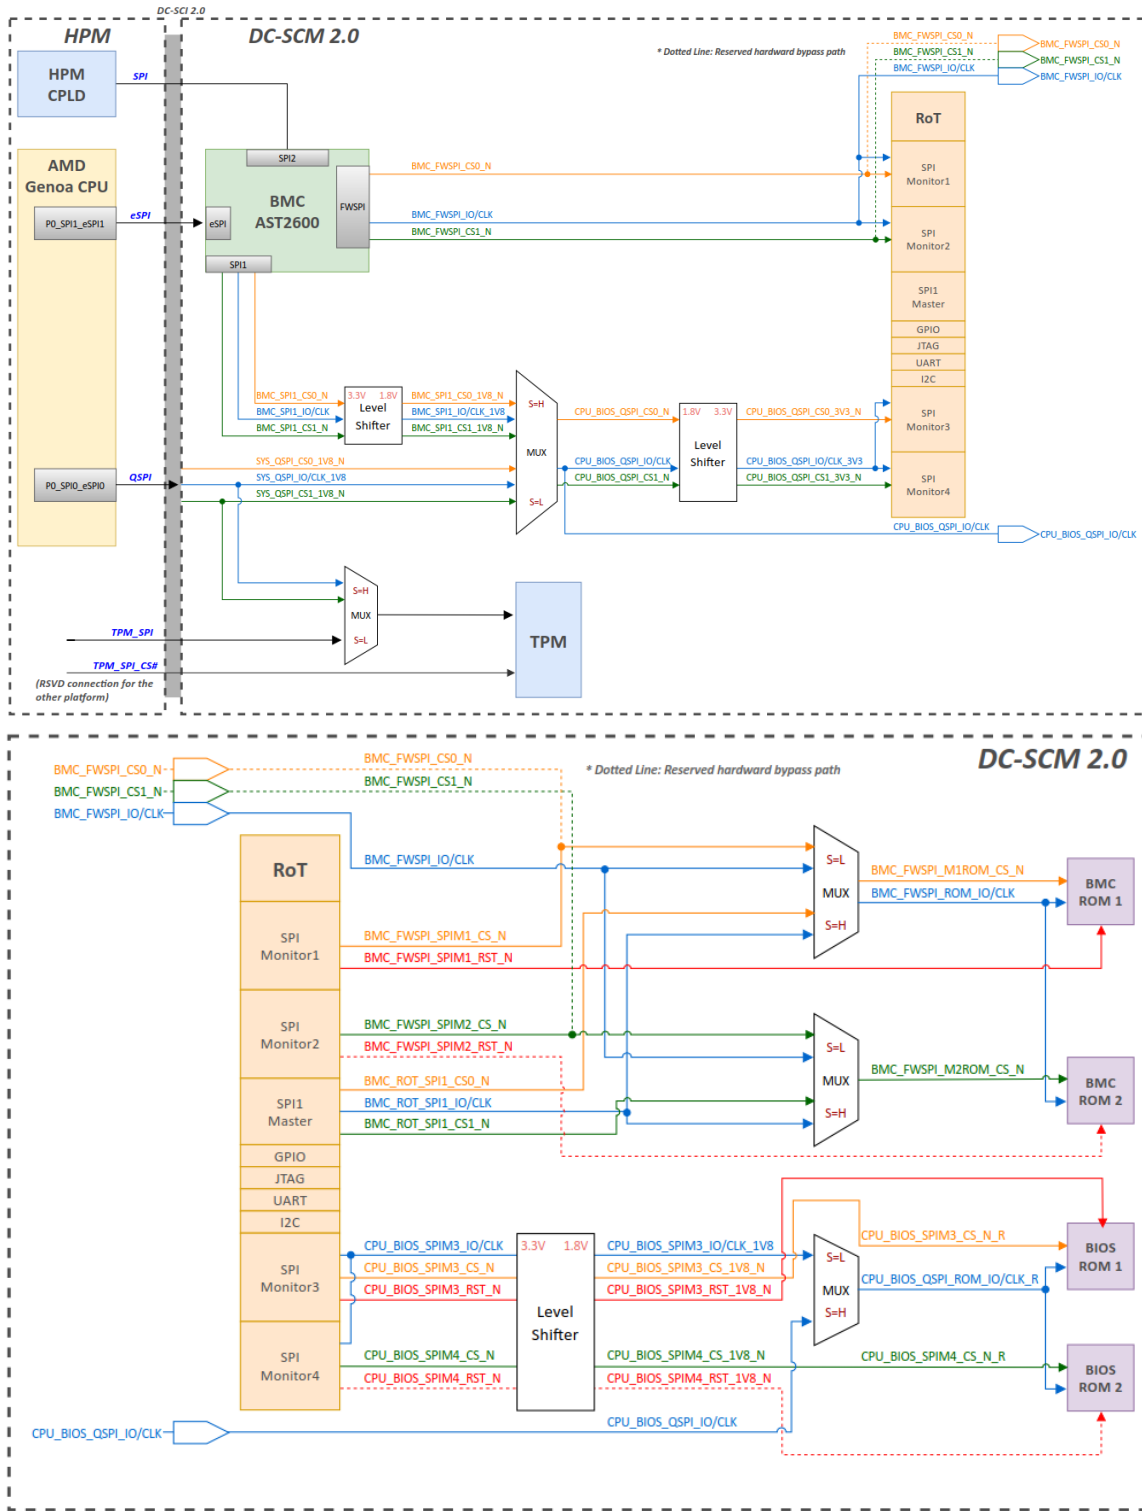 DC-SCI 2.0
HPM
DC-SCM 2.0
* Dotted Line: Reserved hardware bypass path
BMC_FWSPI_CS0_N
BMC_FWSPI_CS0_N
BMC_FWSPI_CS1_N
BMC_FWSPI_CS1_N
BMC_FWSPI_IO/CLK
BMC_FWSPI_IO/CLK
HPM
CPLD
SPI
RoT
SPI
Monitor1
SPI
Monitor2
SPI1
Master
GPIO
JTAG
UART
I2C
SPI
Monitor3
SPI
Monitor4
AMD
Genoa CPU
P0_SPI1_eSPI1
eSPI
SPI2
BMC
AST2600
eSPI
FWSPI
SPI1
BMC_FWSPI_CS0_N
BMC_FWSPI_IO/CLK
BMC_FWSPI_CS1_N
BMC_SPI1_CS0_N
BMC_SPI1_IO/CLK
BMC_SPI1_CS1_N
3.3V 1.8V
Level
Shifter
BMC_SPI1_CS0_1V8_N
BMC_SPI1_IO/CLK_1V8
BMC_SPI1_CS1_1V8_N
S=H
MUX
S=L
CPU_BIOS_QSPI_CS0_N
CPU_BIOS_QSPI_IO/CLK
CPU_BIOS_QSPI_CS1_N
1.8V 3.3V
Level
Shifter
CPU_BIOS_QSPI_CS0_3V3_N
CPU_BIOS_QSPI_IO/CLK_3V3
CPU_BIOS_QSPI_CS1_3V3_N
P0_SPI0_eSPI0
QSPI
SYS_QSPI_CS0_1V8_N
SYS_QSPI_IO/CLK_1V8
SYS_QSPI_CS1_1V8_N
CPU_BIOS_QSPI_IO/CLK
CPU_BIOS_QSPI_IO/CLK
S=H
MUX
S=L
TPM
TPM_SPI
TPM_SPI_CS#
(RSVD connection for the
other platform)
DC-SCM 2.0
* Dotted Line: Reserved hardware bypass path
BMC_FWSPI_CS0_N
BMC_FWSPI_CS0_N
BMC_FWSPI_CS1_N
BMC_FWSPI_CS1_N
BMC_FWSPI_IO/CLK
BMC_FWSPI_IO/CLK
RoT
SPI
Monitor1
SPI
Monitor2
SPI1
Master
GPIO
JTAG
UART
I2C
SPI
Monitor3
SPI
Monitor4
BMC_FWSPI_SPIM1_CS_N
BMC_FWSPI_SPIM1_RST_N
BMC_FWSPI_SPIM2_CS_N
BMC_FWSPI_SPIM2_RST_N
BMC_ROT_SPI1_CS0_N
BMC_ROT_SPI1_IO/CLK
BMC_ROT_SPI1_CS1_N
S=L
MUX
S=H
BMC_FWSPI_M1ROM_CS_N
BMC_FWSPI_ROM_IO/CLK
BMC
ROM 1
S=L
MUX
S=H
BMC_FWSPI_M2ROM_CS_N
BMC
ROM 2
CPU_BIOS_SPIM3_IO/CLK
CPU_BIOS_SPIM3_CS_N
CPU_BIOS_SPIM3_RST_N
CPU_BIOS_SPIM4_CS_N
CPU_BIOS_SPIM4_RST_N
3.3V 1.8V
Level
Shifter
CPU_BIOS_SPIM3_IO/CLK_1V8
CPU_BIOS_SPIM3_CS_1V8_N
CPU_BIOS_SPIM3_RST_1V8_N
CPU_BIOS_SPIM4_CS_1V8_N
CPU_BIOS_SPIM4_RST_1V8_N
S=L
MUX
S=H
CPU_BIOS_SPIM3_CS_N_R
CPU_BIOS_QSPI_ROM_IO/CLK_R
CPU_BIOS_SPIM4_CS_N_R
BIOS
ROM 1
BIOS
ROM 2
CPU_BIOS_QSPI_IO/CLK
CPU_BIOS_QSPI_IO/CLK